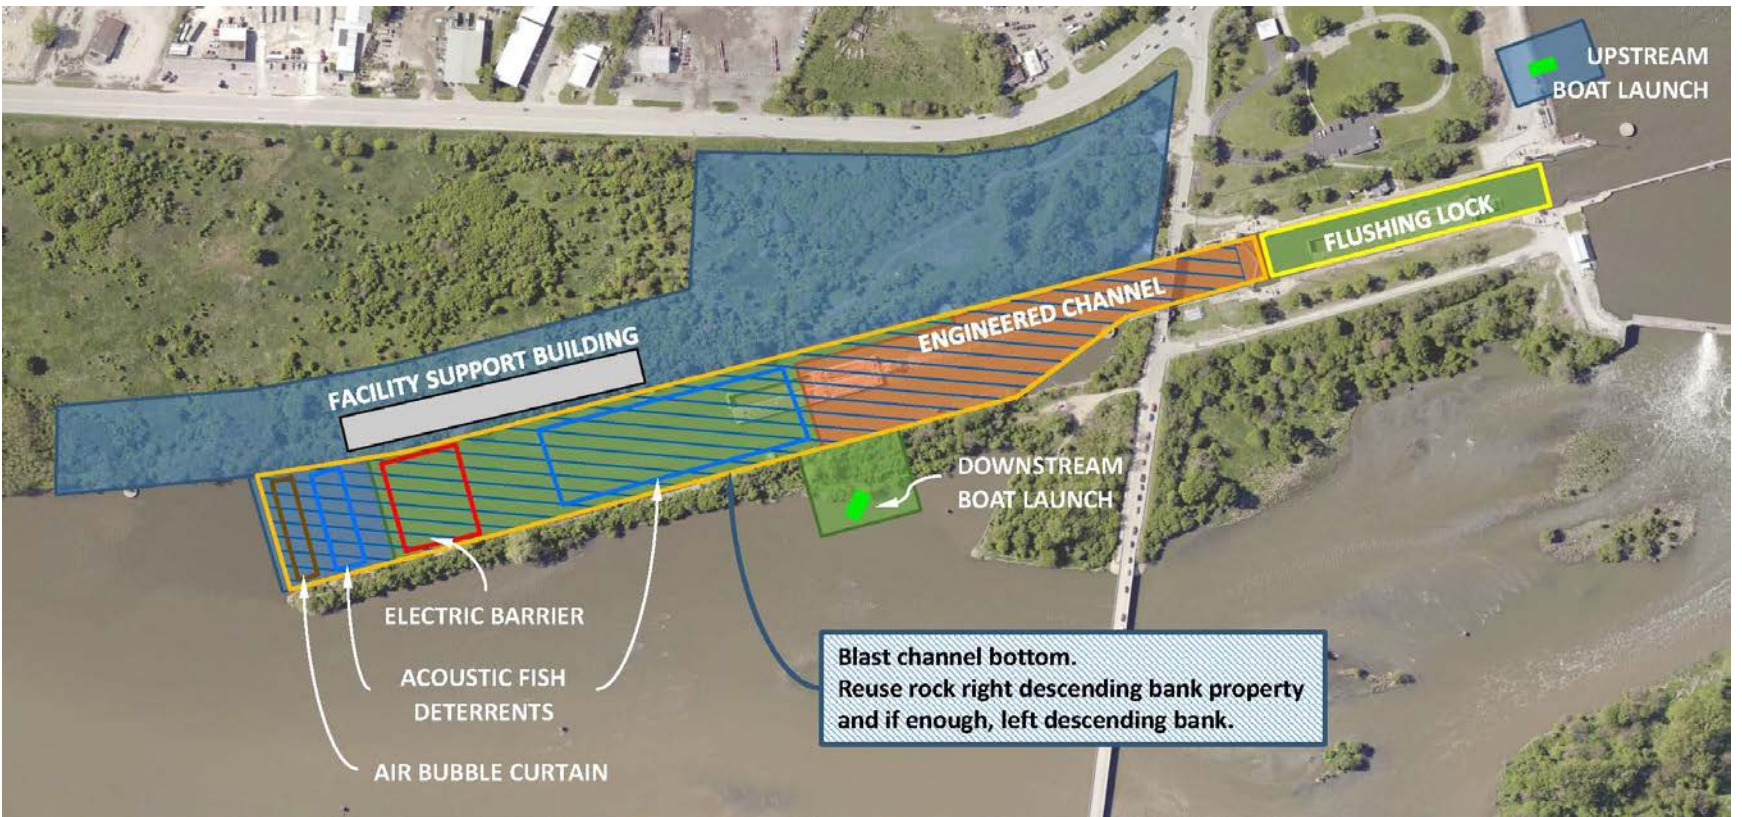 UPSTREAM
BOAT LAUNCH
FLUSHING LOCK
ENGINEERED CHANNEL
FACILITY SUPPORT BUILDING
DOWNSTREAM
BOAT LAUNCH
ELECTRIC BARRIER
ACOUSTIC FISH
DETERRENTS
AIR BUBBLE CURTAIN
Blast channel bottom.
Reuse rock right descending bank property
and if enough, left descending bank.